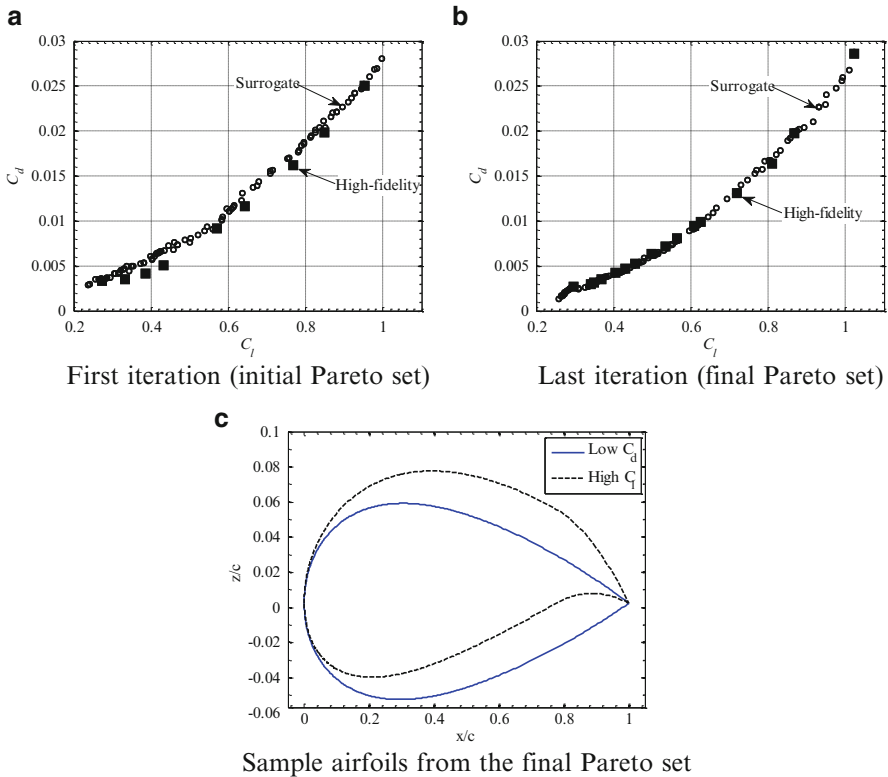 a
0.03
0.025
0.02
0.015
0.01
0.005
0
C_d
Surrogate
High-fidelity
0.2 0.4 0.6 0.8 1
C_l
First iteration (initial Pareto set)
b
0.03
0.025
0.02
0.015
0.01
0.005
0
C_d
Surrogate
High-fidelity
0.2 0.4 0.6 0.8 1
C_l
Last iteration (final Pareto set)
c
0.1
0.08
0.06
0.04
0.02
0
-0.02
-0.04
-0.06
z/c
Low C_d
High C_l
0 0.2 0.4 0.6 0.8 1
x/c
Sample airfoils from the final Pareto set